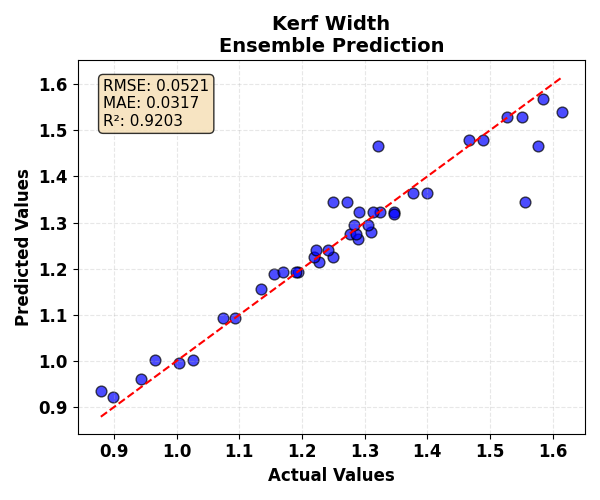 Kerf Width
Ensemble Prediction
RMSE: 0.0521
MAE: 0.0317
R²: 0.9203
Predicted Values
1.6
1.5
1.4
1.3
1.2
1.1
1.0
0.9
0.9 1.0 1.1 1.2 1.3 1.4 1.5 1.6
Actual Values